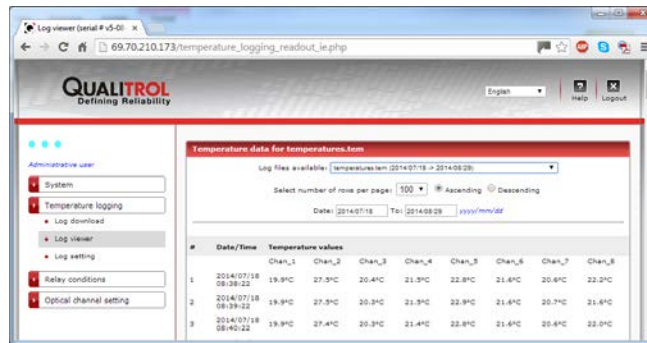 Log viewer (serial # v5-08
69.70.210.173/temperature_logging_readout_ie.php
QUALITROL
Defining Reliability
English
Help
Logout
Administrative user
System
Temperature logging
Log download
Log viewer
Log setting
Relay conditions
Optical channel setting
Temperature data for temperatures.tem
Log files available: temperatures.tem (2014/07/18 -> 2014/08/29)
Select number of rows per page: 100 Ascending Descending
Date: 2014/07/18 To: 2014/08/29 yyyy/mm/dd
# Date/Time Temperature values
Chan_1 Chan_2 Chan_3 Chan_4 Chan_5 Chan_6 Chan_7 Chan_8
1 2014/07/18 08:38:22 19.9°C 27.5°C 20.4°C 21.5°C 22.8°C 21.6°C 20.6°C 22.2°C
2 2014/07/18 08:39:22 19.9°C 27.5°C 20.3°C 21.5°C 22.9°C 21.6°C 20.7°C 21.6°C
3 2014/07/18 08:40:22 19.9°C 27.4°C 20.3°C 21.4°C 22.8°C 21.6°C 20.6°C 22.0°C